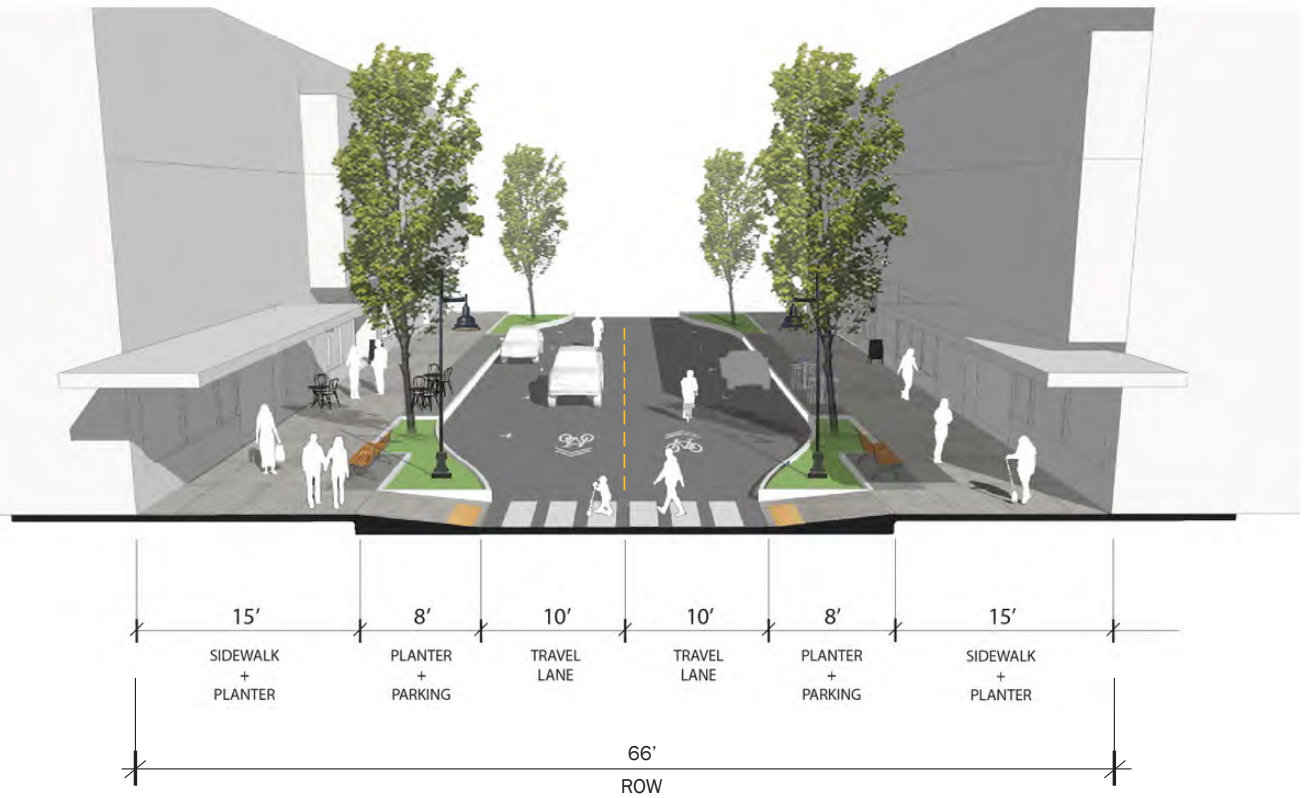 15’ 8’ 10’ 10’ 8’ 15’
SIDEWALK PLANTER TRAVEL TRAVEL PLANTER SIDEWALK
+ + LANE LANE + +
PLANTER PARKING PARKING PLANTER
66’
ROW